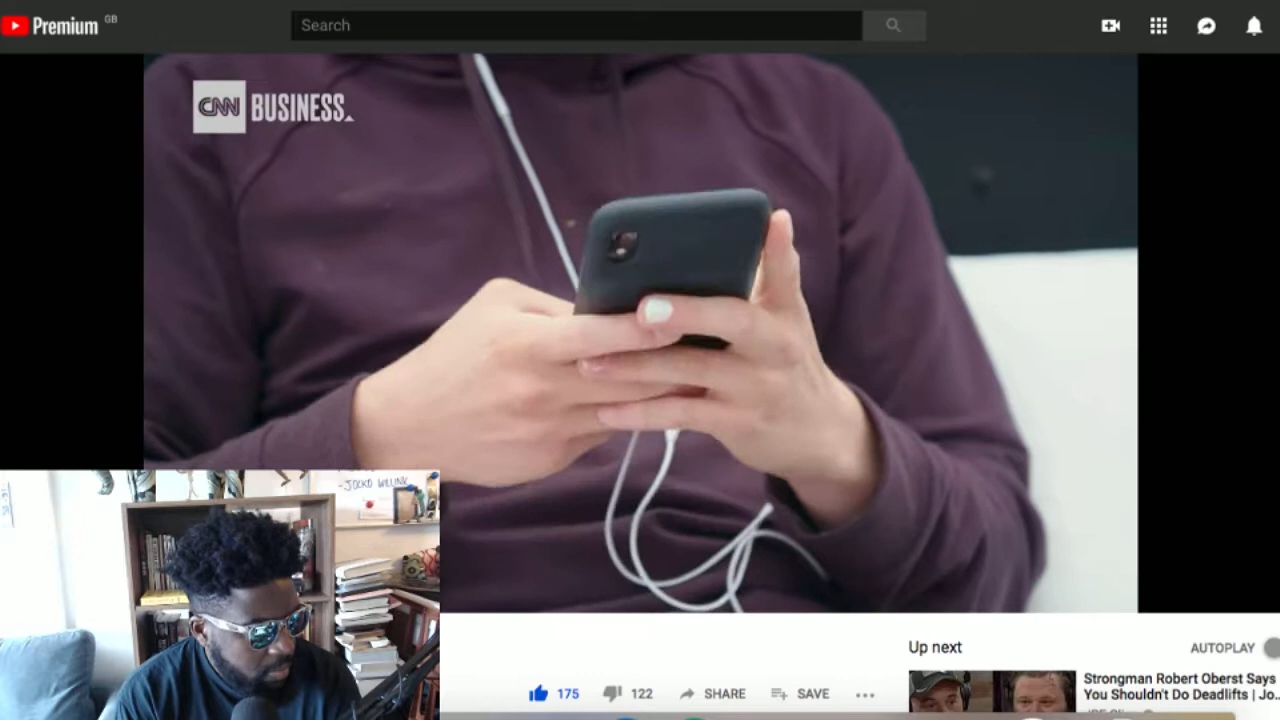 Premium GB
Search
CNN BUSINESS
-JOCKO WILLINK
Up next
AUTOPLAY
175
122
SHARE
SAVE
Strongman Robert Oberst Says
You Shouldn't Do Deadlifts | Jo..